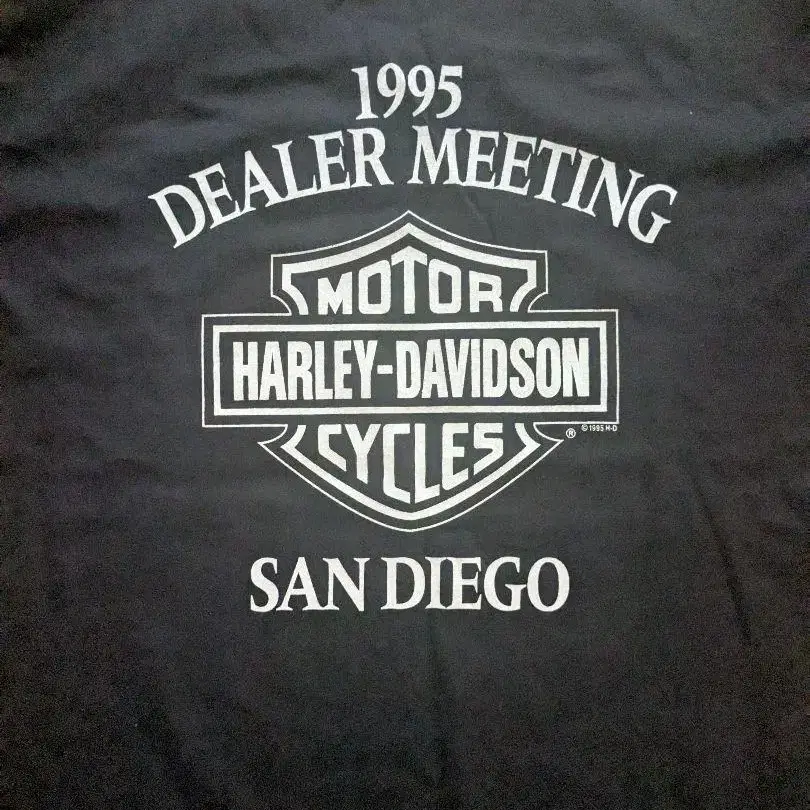 1995
DEALER MEETING
MOTOR
HARLEY-DAVIDSON
CYCLES
® © 1995 H-D
SAN DIEGO